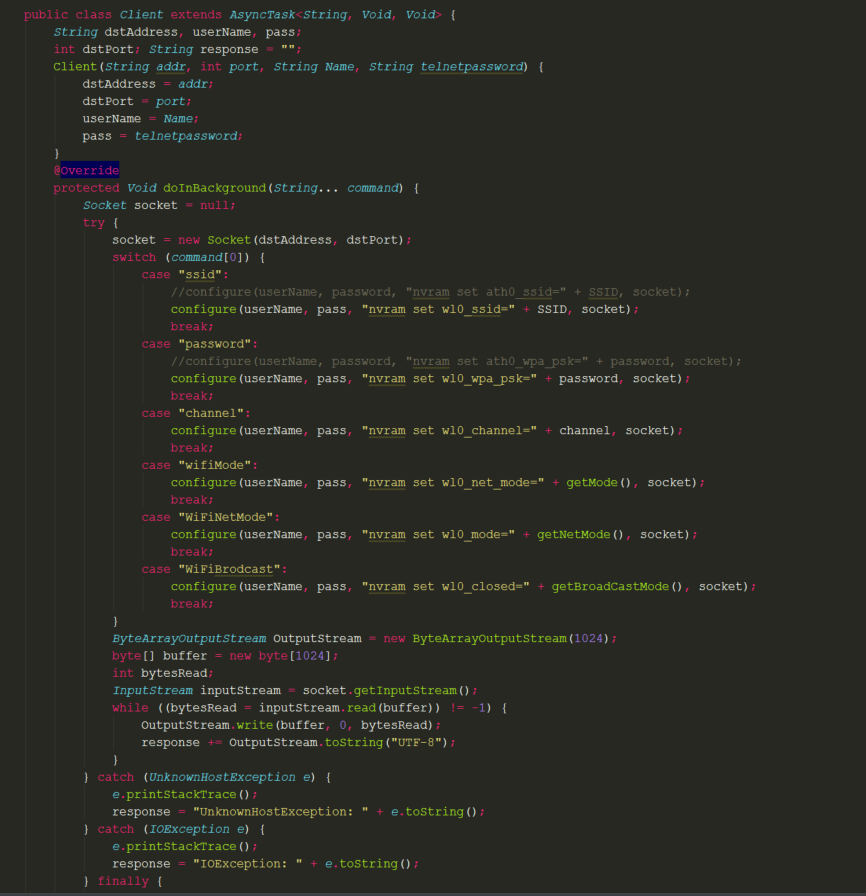 public class Client extends AsyncTask<String, Void, Void> {
    String dstAddress, userName, pass;
    int dstPort; String response = "";
    Client(String addr, int port, String Name, String telnetpassword) {
        dstAddress = addr;
        dstPort = port;
        userName = Name;
        pass = telnetpassword;
    }
    @Override
    protected Void doInBackground(String... command) {
        Socket socket = null;
        try {
            socket = new Socket(dstAddress, dstPort);
            switch (command[0]) {
                case "ssid":
                    //configure(userName, password, "nvram set ath0_ssid=" + SSID, socket);
                    configure(userName, pass, "nvram set wl0_ssid=" + SSID, socket);
                    break;
                case "password":
                    //configure(userName, password, "nvram set ath0_wpa_psk=" + password, socket);
                    configure(userName, pass, "nvram set wl0_wpa_psk=" + password, socket);
                    break;
                case "channel":
                    configure(userName, pass, "nvram set wl0_channel=" + channel, socket);
                    break;
                case "wifiMode":
                    configure(userName, pass, "nvram set wl0_net_mode=" + getMode(), socket);
                    break;
                case "WiFiNetMode":
                    configure(userName, pass, "nvram set wl0_mode=" + getNetMode(), socket);
                    break;
                case "WiFiBrodcast":
                    configure(userName, pass, "nvram set wl0_closed=" + getBroadCastMode(), socket);
                    break;
            }
            ByteArrayOutputStream OutputStream = new ByteArrayOutputStream(1024);
            byte[] buffer = new byte[1024];
            int bytesRead;
            InputStream inputStream = socket.getInputStream();
            while ((bytesRead = inputStream.read(buffer)) != -1) {
                OutputStream.write(buffer, 0, bytesRead);
                response += OutputStream.toString("UTF-8");
            }
        } catch (UnknownHostException e) {
            e.printStackTrace();
            response = "UnknownHostException: " + e.toString();
        } catch (IOException e) {
            e.printStackTrace();
            response = "IOException: " + e.toString();
        } finally {